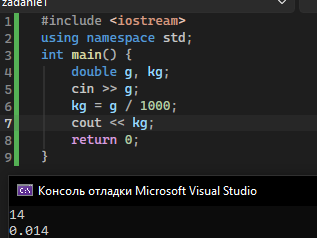 zadanie1
1 #include <iostream>
2 using namespace std;
3 int main() {
4 double g, kg;
5 cin >> g;
6 kg = g / 1000;
7 cout << kg;
8 return 0;
9 }
Консоль отладки Microsoft Visual Studio
14
0.014